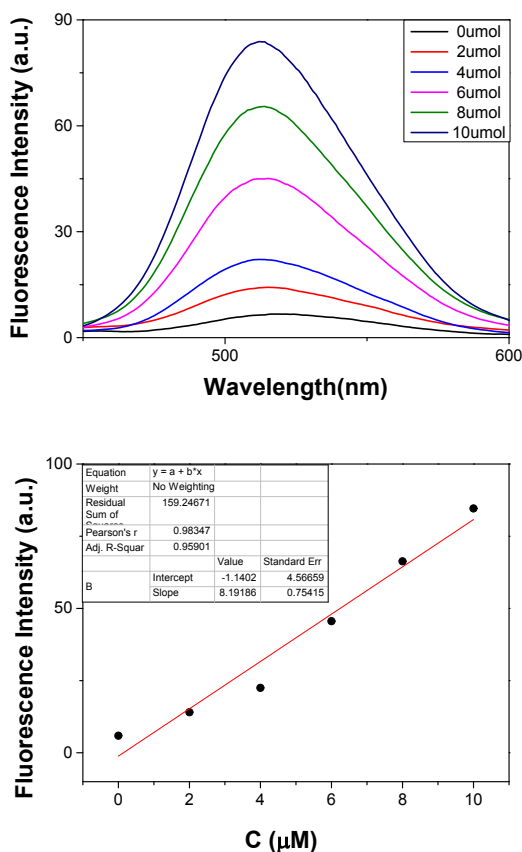 Fluorescence Intensity (a.u.)
90
60
30
0
0umol
2umol
4umol
6umol
8umol
10umol
500
600
Wavelength(nm)
Fluorescence Intensity (a.u.)
100
50
0
Equation y = a + b*x
Weight No Weighting
Residual 159.24671
Sum of
Pearson's r 0.98347
Adj. R-Squar 0.95901
Value Standard Err
B
Intercept -1.1402 4.56659
Slope 8.19186 0.75415
0 2 4 6 8 10
C (μM)